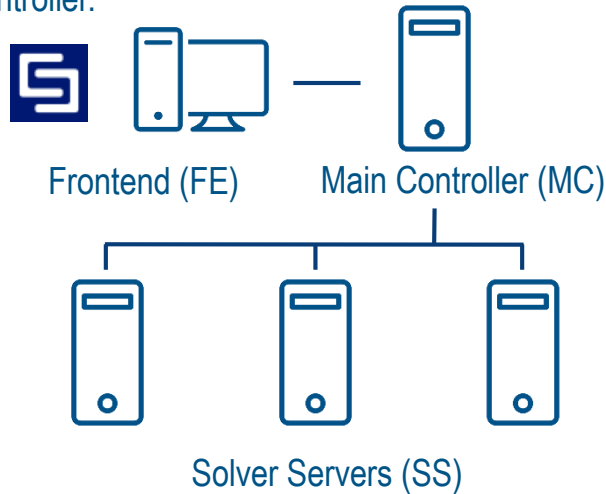 Frontend (FE)
Main Controller (MC)
Solver Servers (SS)